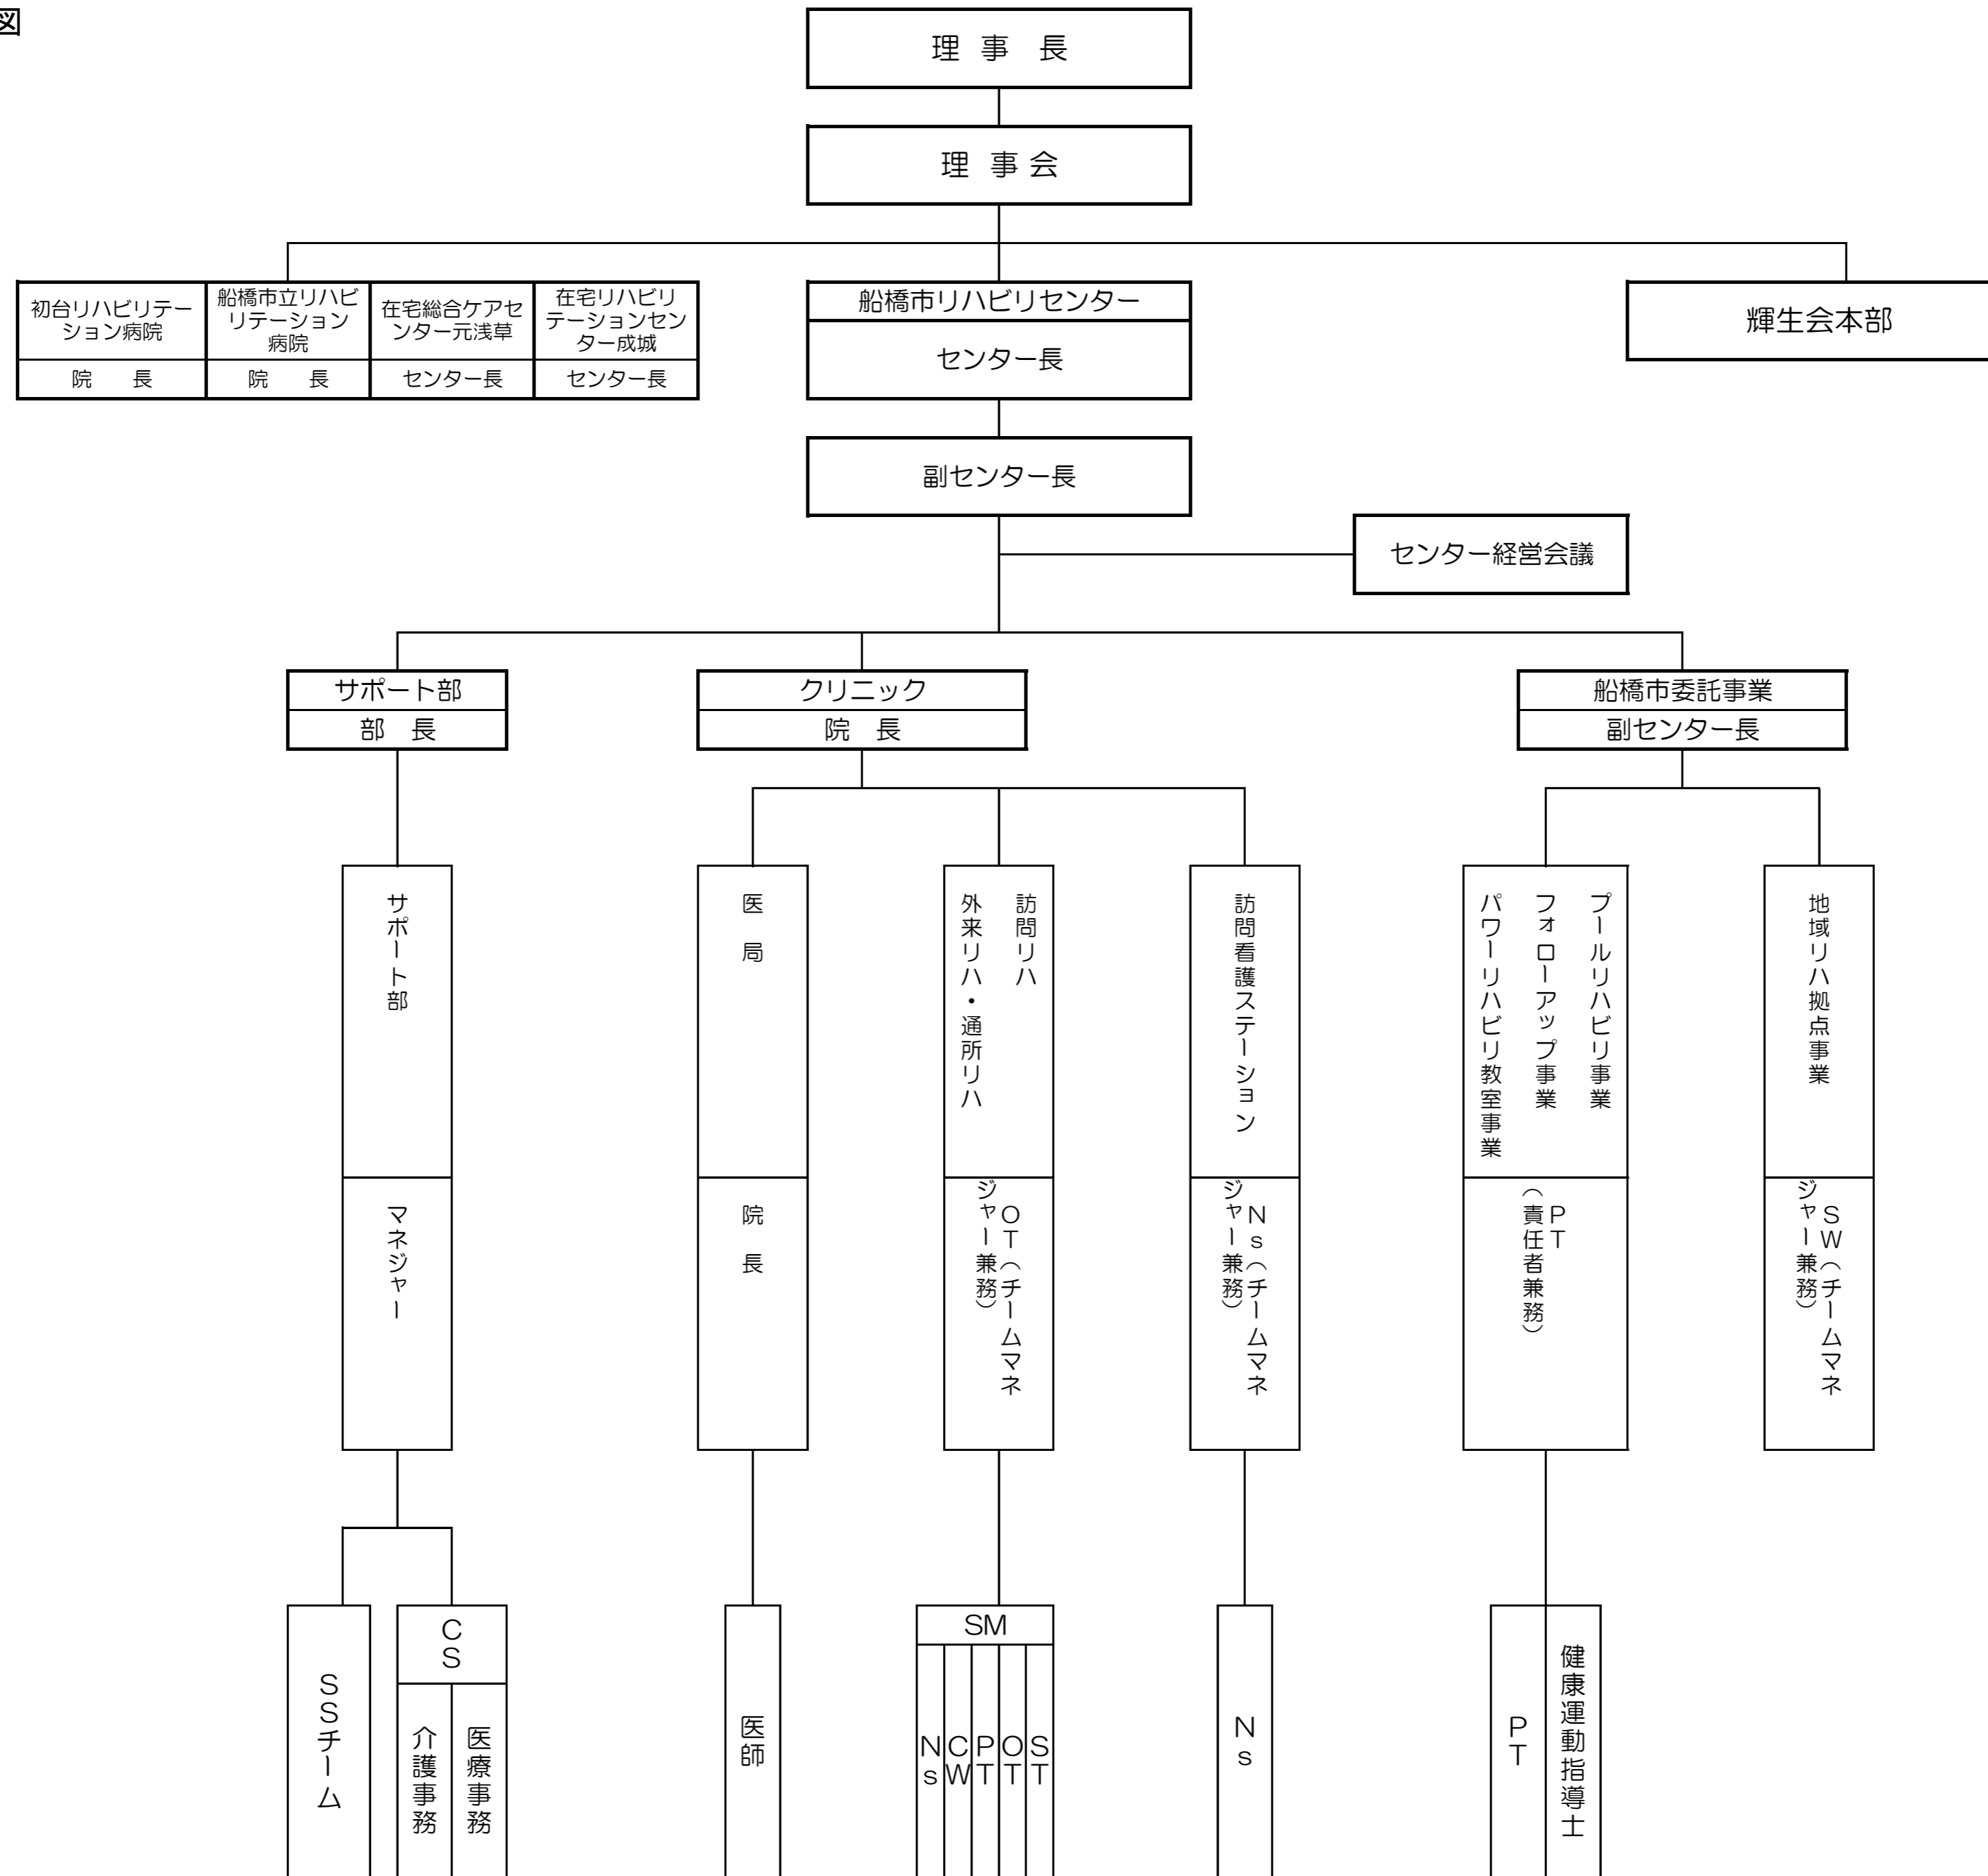 図
理 事 長
理 事 会
初台リハビリテー
ション病院
院 長
船橋市立リハビ
リテーション
病院
院 長
在宅総合ケアセ
ンター元浅草
センター長
在宅リハビリ
テーションセン
ター成城
センター長
船橋市リハビリセンター
センター長
輝生会本部
副センター長
センター経営会議
サポート部
部 長
クリニック
院 長
船橋市委託事業
副センター長
サポート部
マネジャー
医 局
院 長
訪問リハ
外来リハ・通所リハ
OT(チームマネ
ジャー兼務)
訪問看護ステーション
Ns(チームマネ
ジャー兼務)
プールリハビリ事業
フォローアップ事業
パワーリハビリ教室事業
PT
(責任者兼務)
地域リハ拠点事業
SW(チームマネ
ジャー兼務)
SSチーム
CS
介護事務
医療事務
医師
SM
Ns
CW
PT
OT
ST
Ns
PT
健康運動指導士